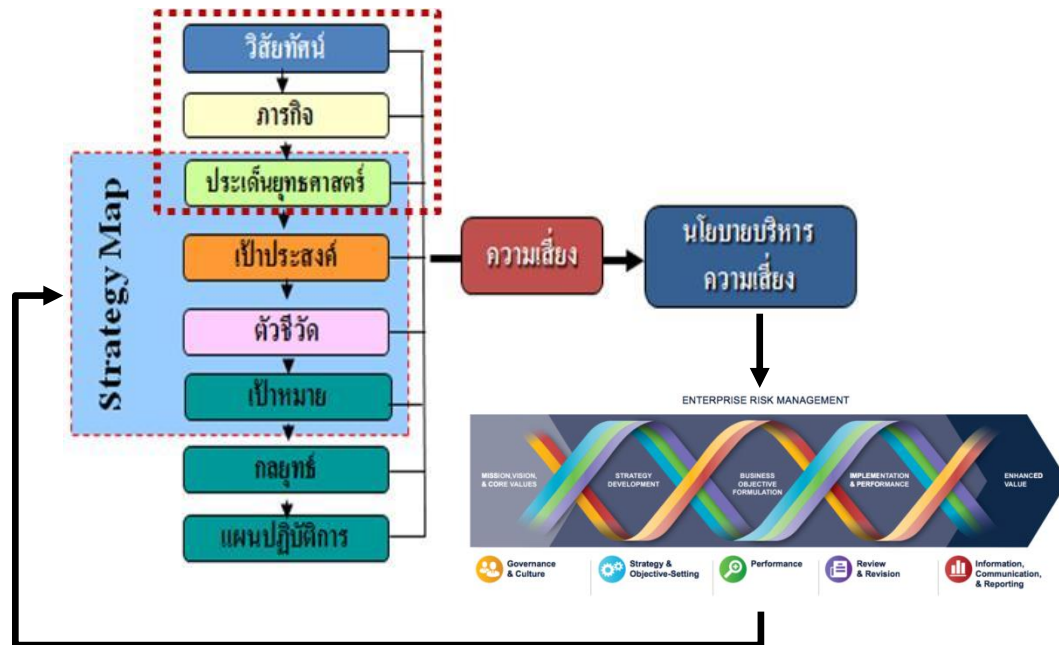 วิสัยทัศน์
ภารกิจ
ประเด็นยุทธศาสตร์
เป้าประสงค์
ตัวชี้วัด
เป้าหมาย
กลยุทธ์
แผนปฏิบัติการ
Strategy Map
ความเสี่ยง
นโยบายบริหาร
ความเสี่ยง
ENTERPRISE RISK MANAGEMENT
MISSION, VISION,
& CORE VALUES
STRATEGY
DEVELOPMENT
BUSINESS
OBJECTIVE
FORMULATION
IMPLEMENTATION
& PERFORMANCE
ENHANCED
VALUE
Governance
& Culture
Strategy &
Objective-Setting
Performance
Review
& Revision
Information,
Communication,
& Reporting